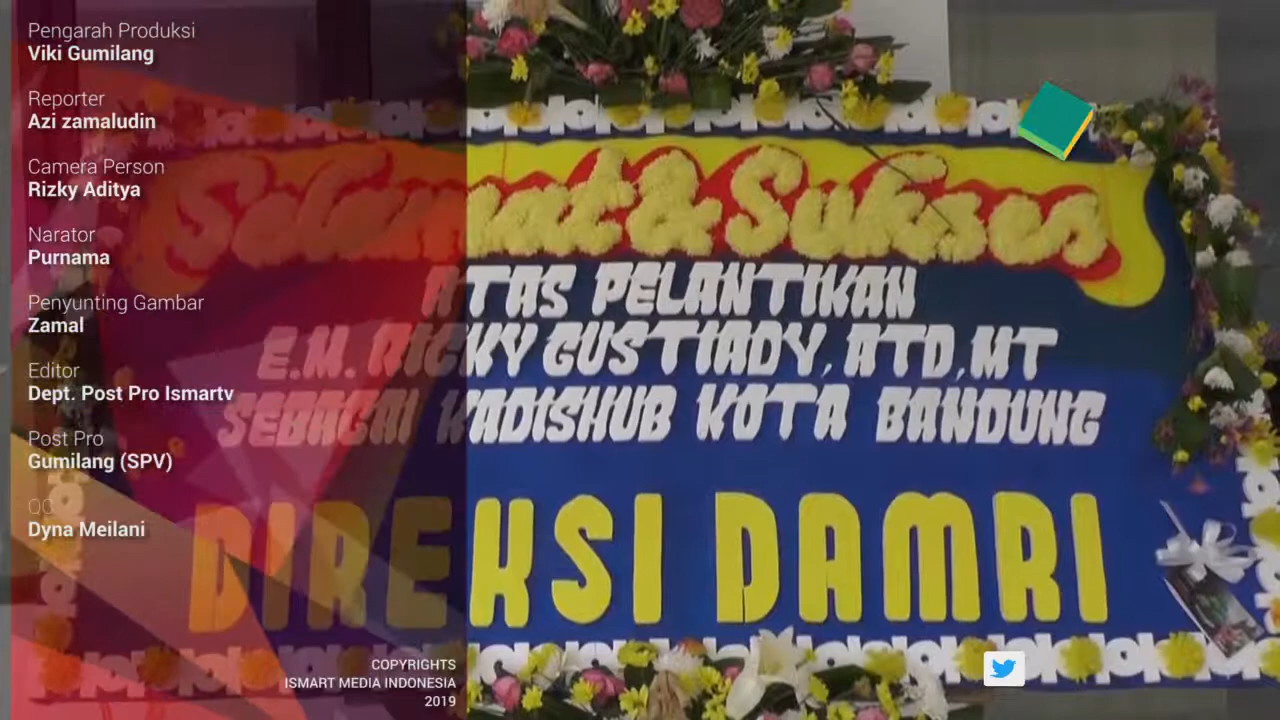 Pengarah Produksi
Viki Gumilang
Reporter
Azi zamaludin
Camera Person
Rizky Aditya
Narator
Purnama
Penyunting Gambar
Zamal
Editor
Dept. Post Pro Ismartv
Post Pro
Gumilang (SPV)
QC
Dyna Meilani
COPYRIGHTS
ISMART MEDIA INDONESIA
2019
Selamat & Sukses
ATAS PELANTIKAN
E.M. RICKY GUSTIADY, ATD, MT
SEBAGAI KADISHUB KOTA BANDUNG
DIREKSI DAMRI